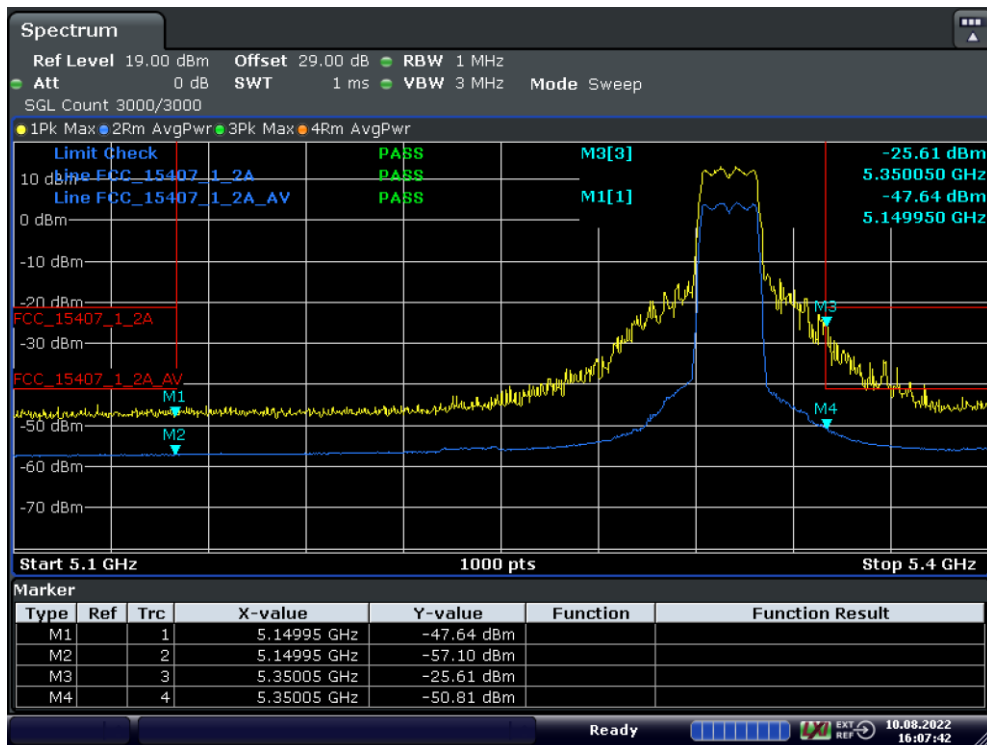 Spectrum
Ref Level 19.00 dBm Offset 29.00 dB RBW 1 MHz
Att 0 dB SWT 1 ms VBW 3 MHz Mode Sweep
SGL Count 3000/3000
1Pk Max 2Rm AvgPwr 3Pk Max 4Rm AvgPwr
Limit Check PASS M3[3] -25.61 dBm
10 dBm Line FCC_15407_1_2A PASS 5.350050 GHz
Line FCC_15407_1_2A_AV PASS M1[1] -47.64 dBm
0 dBm 5.149950 GHz
-10 dBm
-20 dBm M3
FCC_15407_1_2A
-30 dBm
FCC_15407_1_2A_AV
M1
M4
-50 dBm
M2
-60 dBm
-70 dBm
Start 5.1 GHz 1000 pts Stop 5.4 GHz
Marker
Type Ref Trc X-value Y-value Function Function Result
M1 1 5.14995 GHz -47.64 dBm
M2 2 5.14995 GHz -57.10 dBm
M3 3 5.35005 GHz -25.61 dBm
M4 4 5.35005 GHz -50.81 dBm
Ready LXI EXT REF 10.08.2022
16:07:42